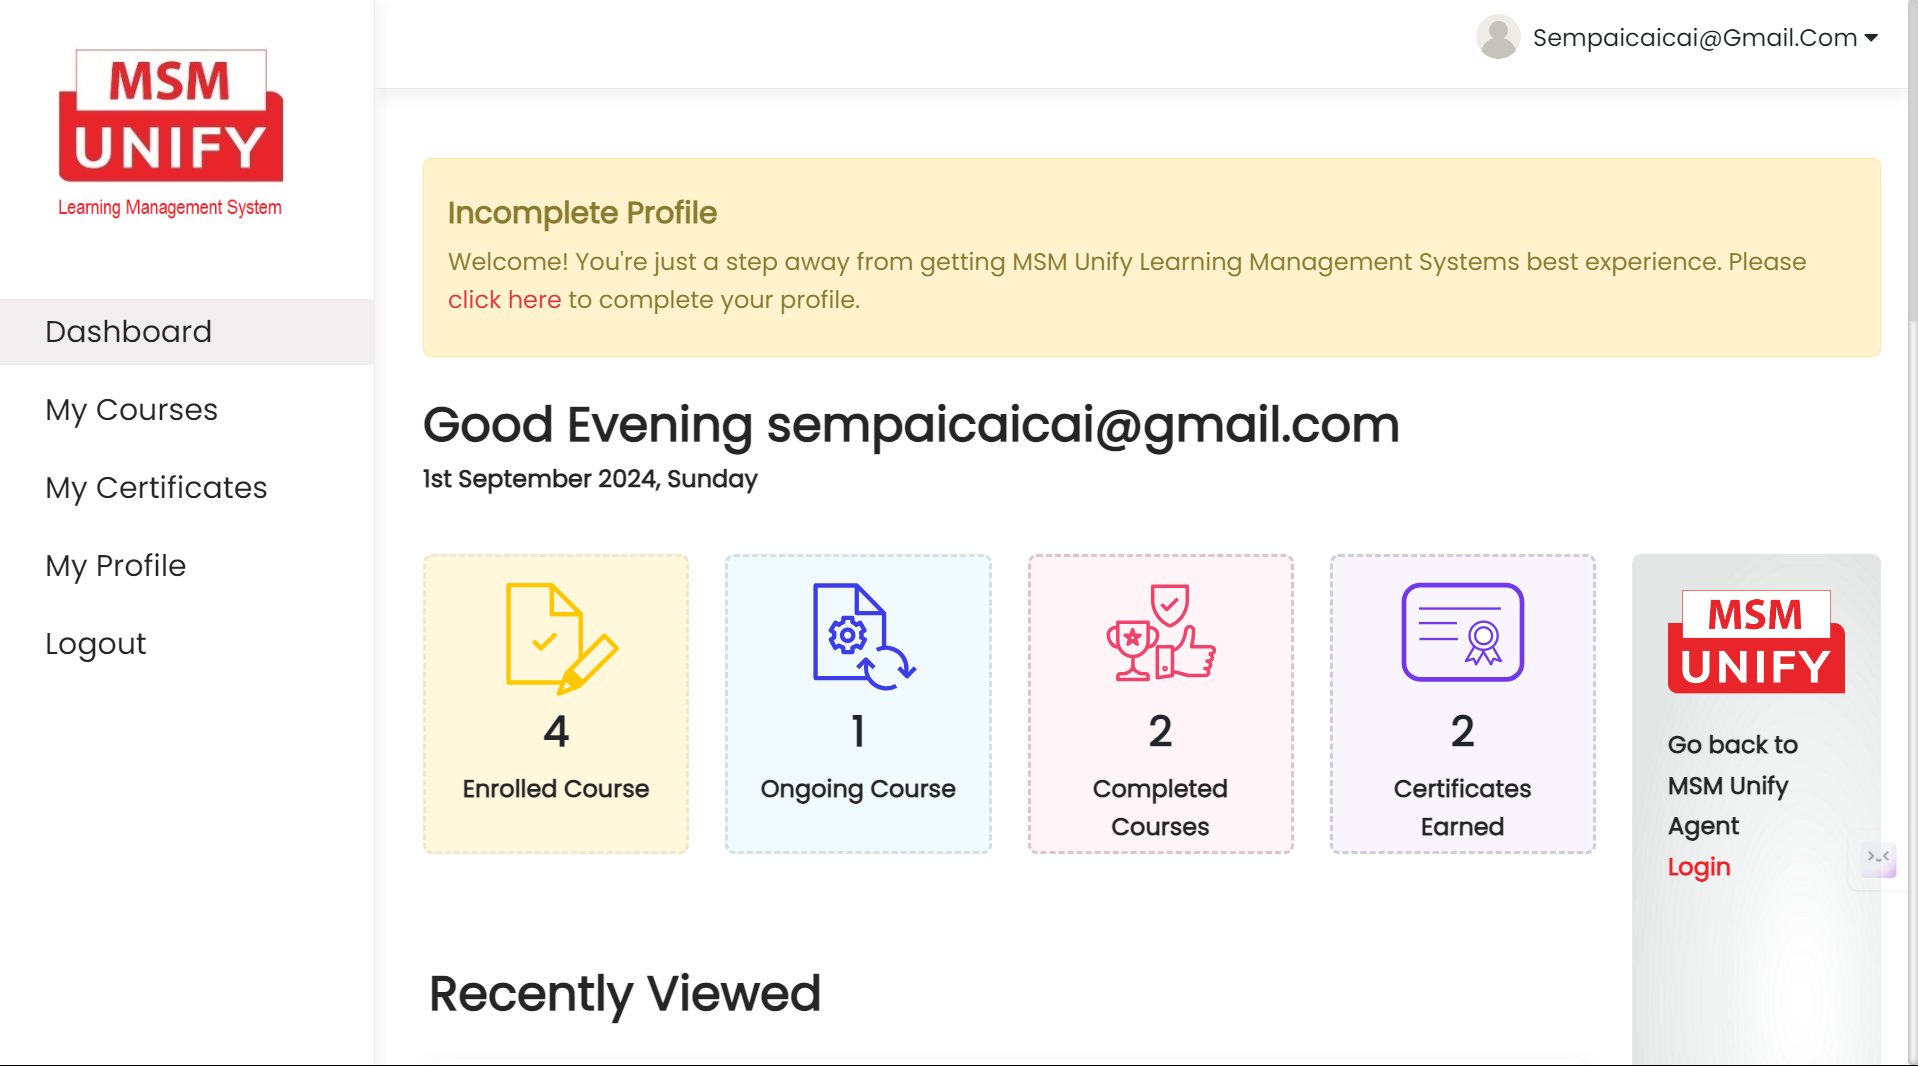 MSM
UNIFY
Learning Management System
Dashboard
My Courses
My Certificates
My Profile
Logout
Sempaicaicai@Gmail.Com
Incomplete Profile
Welcome! You're just a step away from getting MSM Unify Learning Management Systems best experience. Please
click here to complete your profile.
Good Evening sempaicaicai@gmail.com
1st September 2024, Sunday
4
Enrolled Course
1
Ongoing Course
2
Completed
Courses
2
Certificates
Earned
MSM
UNIFY
Go back to
MSM Unify
Agent
Login
Recently Viewed